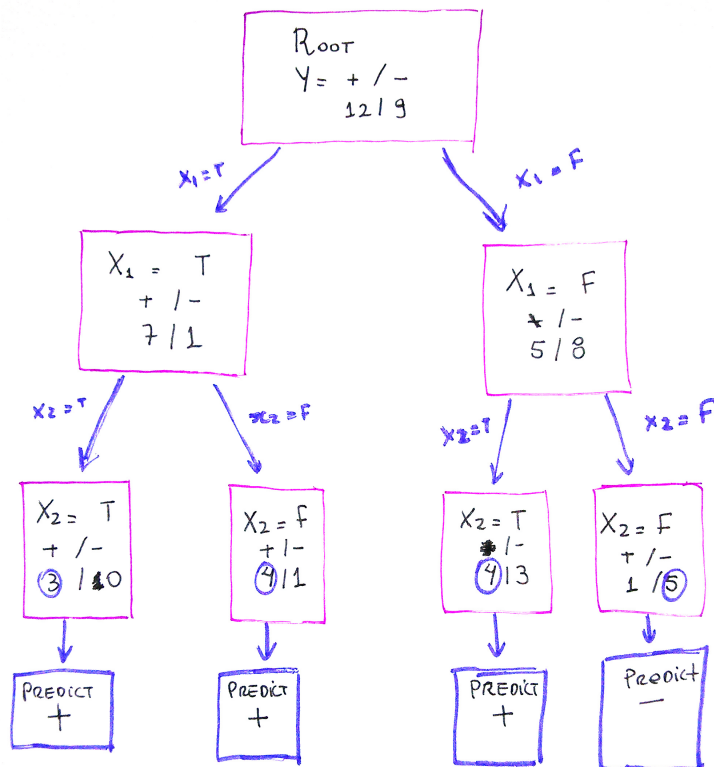 ROOT
Y = + / -
12 / 9
X1 = T
X1 = F
X1 = T
+ / -
7 / 1
X1 = F
+ / -
5 / 8
X2 = T
X2 = F
X2 = T
X2 = F
X2 = T
+ / -
3 / 0
X2 = F
+ / -
4 / 1
X2 = T
/ -
4 / 3
X2 = F
+ / -
1 / 5
PREDICT
+
PREDICT
+
PREDICT
+
PREDICT
-